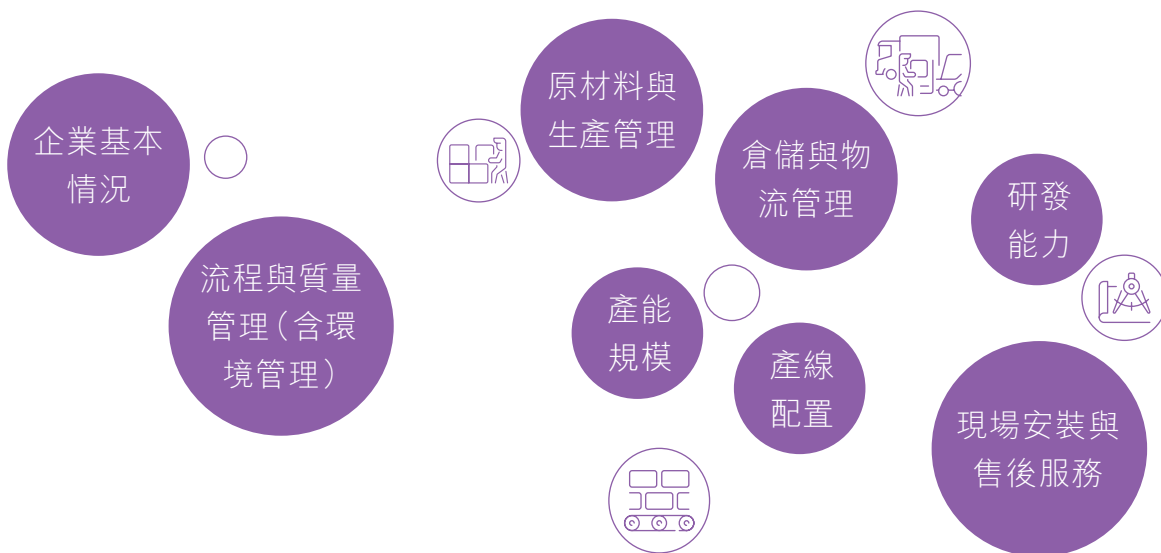 企業基本
情況
流程與質量
管理（含環
境管理）
原材料與
生產管理
倉儲與物
流管理
產能
規模
產線
配置
研發
能力
現場安裝與
售後服務